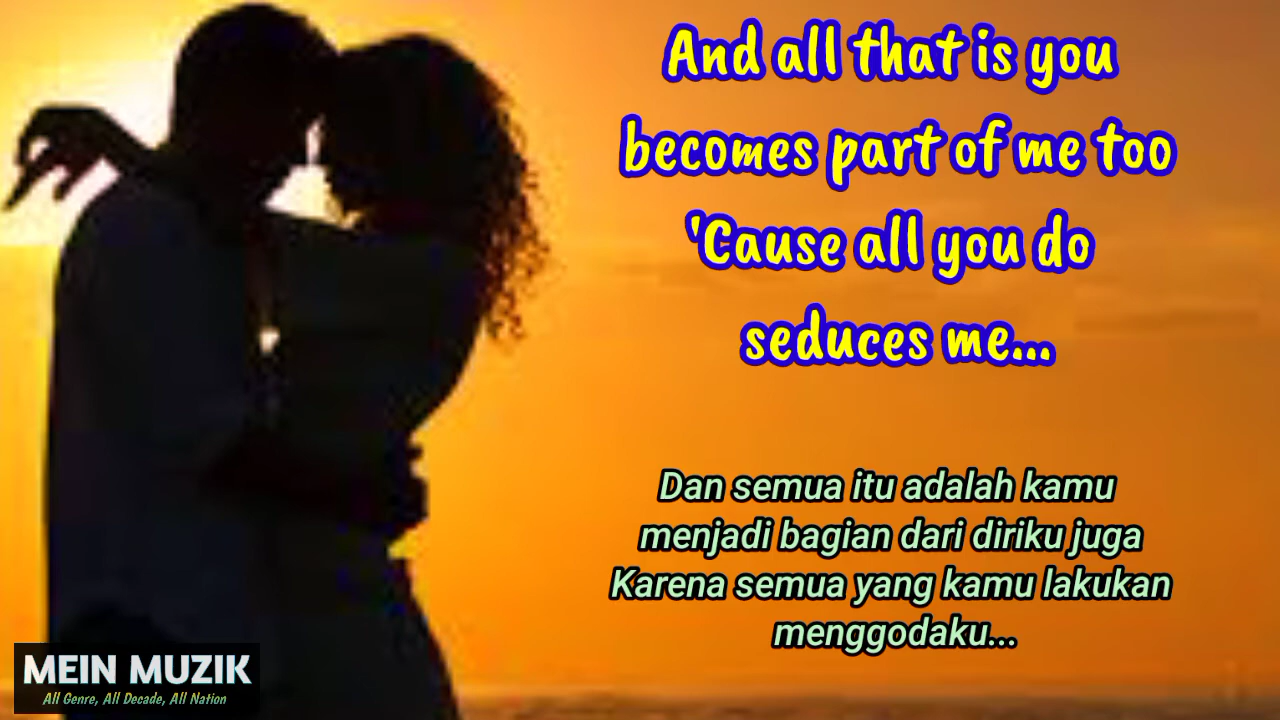 And all that is you
becomes part of me too
'Cause all you do
seduces me...
Dan semua itu adalah kamu
menjadi bagian dari diriku juga
Karena semua yang kamu lakukan
menggodaku...
MEIN MUZIK
All Genre, All Decade, All Nation